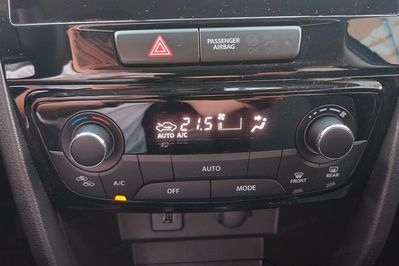 PASSENGER
AIRBAG
21.5
AUTO A/C
AUTO
A/C
OFF
MODE
FRONT
REAR